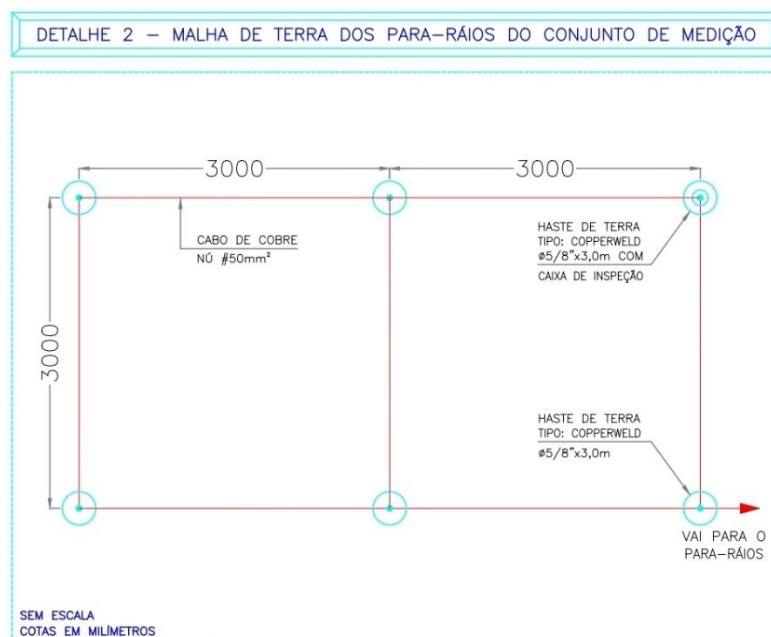 DETALHE 2 – MALHA DE TERRA DOS PARA–RÁIOS DO CONJUNTO DE MEDIÇÃO
3000
3000
CABO DE COBRE
NÚ #50mm²
HASTE DE TERRA
TIPO: COPPERWELD
ø5/8"x3,0m COM
CAIXA DE INSPEÇÃO
3000
HASTE DE TERRA
TIPO: COPPERWELD
ø5/8"x3,0m
VAI PARA O
PARA–RÁIOS
SEM ESCALA
COTAS EM MILÍMETROS